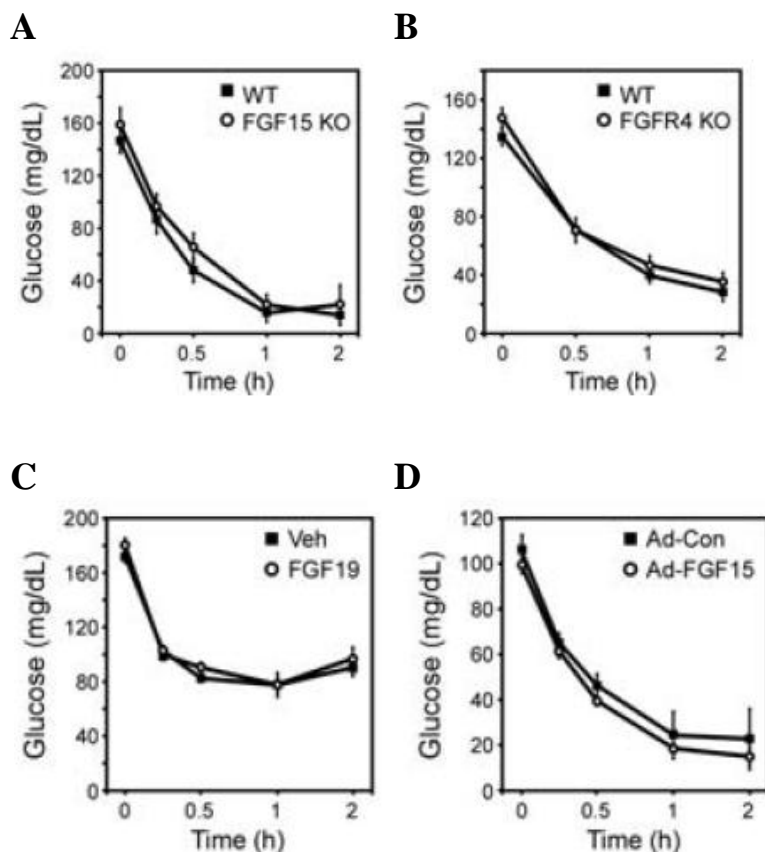 A
Glucose (mg/dL)
200
160
120
80
40
0
WT
FGF15 KO
0 0.5 1 2
Time (h)
B
Glucose (mg/dL)
160
120
80
40
0
WT
FGFR4 KO
0 0.5 1 2
Time (h)
C
Glucose (mg/dL)
200
160
120
80
40
0
Veh
FGF19
0 0.5 1 2
Time (h)
D
Glucose (mg/dL)
120
100
80
60
40
20
0
Ad-Con
Ad-FGF15
0 0.5 1 2
Time (h)